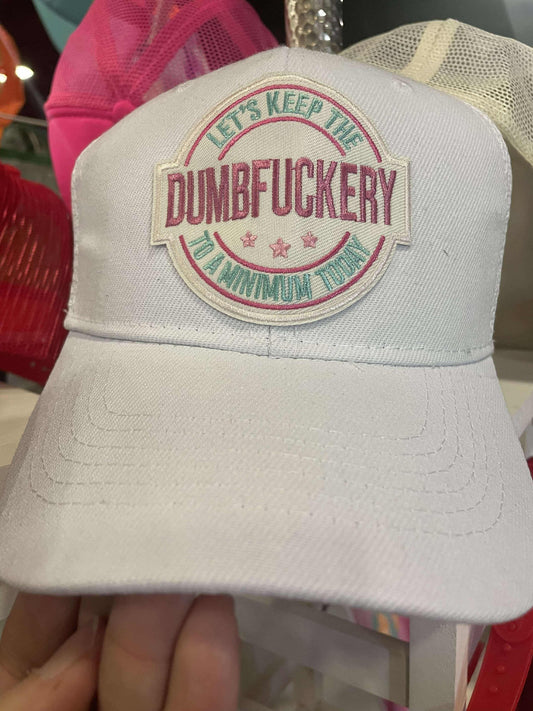 LET'S KEEP THE
DUMBFUCKERY
TO A MINIMUM TODAY